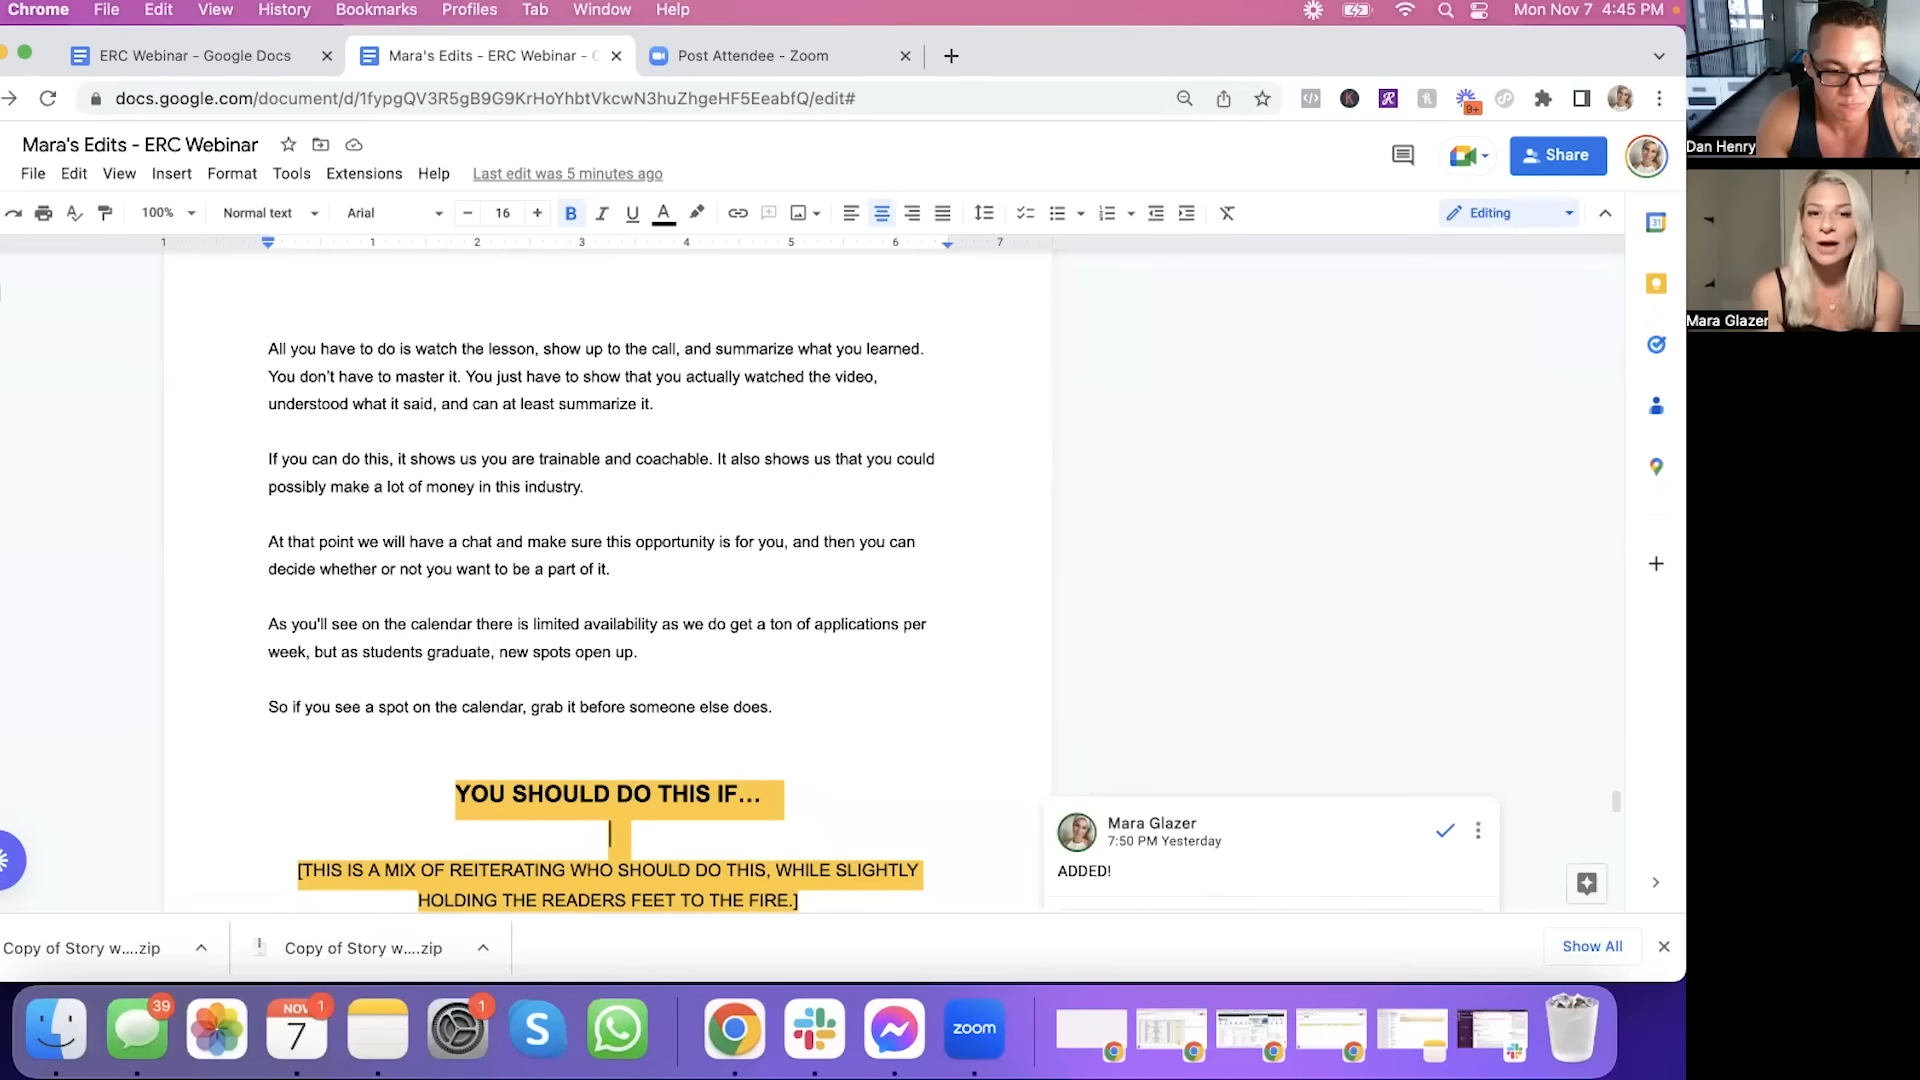 Chrome File Edit View History Bookmarks Profiles Tab Window Help Mon Nov 7 4:45 PM
ERC Webinar - Google Docs Mara's Edits - ERC Webinar - Post Attendee - Zoom
docs.google.com/document/d/1fypgQV3R5gB9G9KrHoYhbtVkcwN3huZhgeHF5EeabfQ/edit#
9+
Dan Henry
Mara's Edits - ERC Webinar
Share
File Edit View Insert Format Tools Extensions Help Last edit was 5 minutes ago
100% Normal text Arial 16 B I U A Editing
1 1 2 3 4 5 6 7
31
Mara Glazer
All you have to do is watch the lesson, show up to the call, and summarize what you learned.
You don't have to master it. You just have to show that you actually watched the video,
understood what it said, and can at least summarize it.
If you can do this, it shows us you are trainable and coachable. It also shows us that you could
possibly make a lot of money in this industry.
At that point we will have a chat and make sure this opportunity is for you, and then you can
decide whether or not you want to be a part of it.
As you'll see on the calendar there is limited availability as we do get a ton of applications per
week, but as students graduate, new spots open up.
So if you see a spot on the calendar, grab it before someone else does.
YOU SHOULD DO THIS IF...
[THIS IS A MIX OF REITERATING WHO SHOULD DO THIS, WHILE SLIGHTLY
HOLDING THE READERS FEET TO THE FIRE.]
Mara Glazer
7:50 PM Yesterday
ADDED!
Copy of Story w....zip Copy of Story w....zip Show All
39 NOV 7 1 1 S zoom